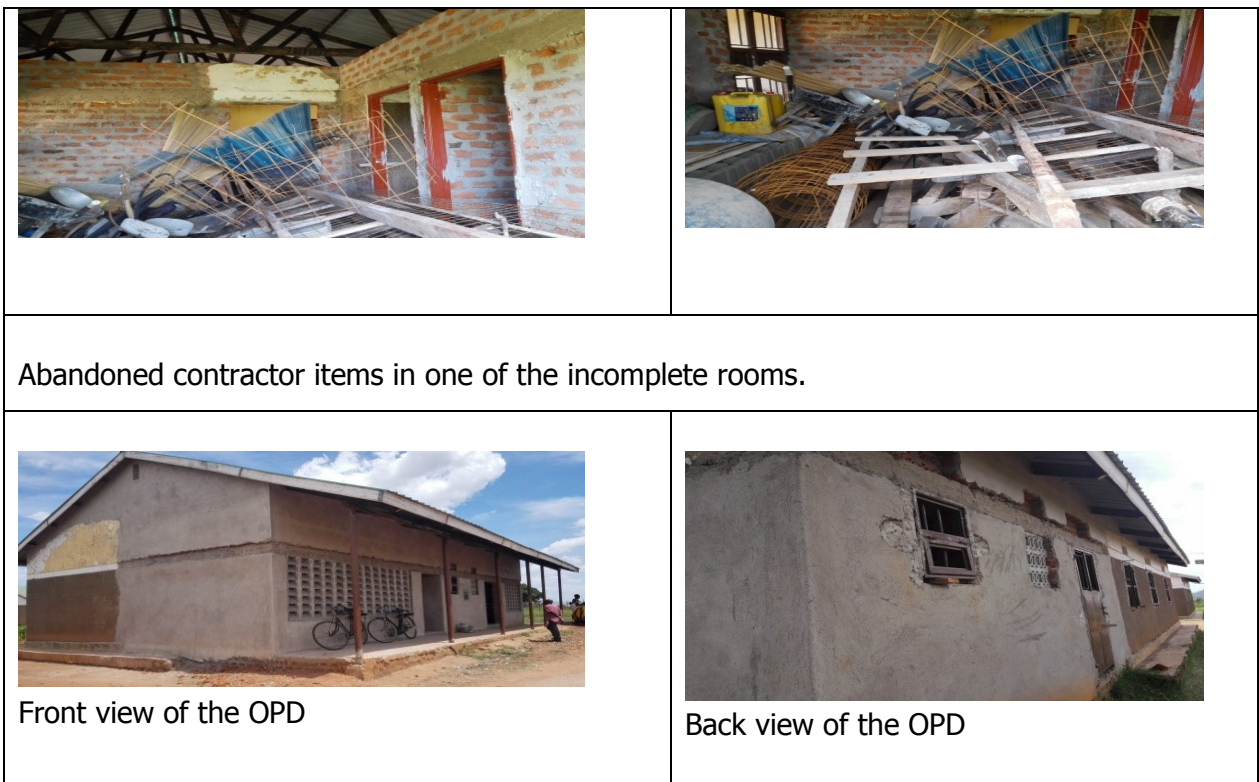 Abandoned contractor items in one of the incomplete rooms.
Front view of the OPD
Back view of the OPD